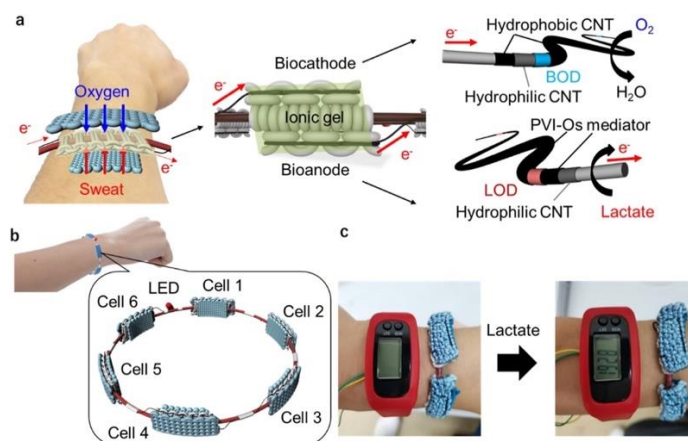 a
Oxygen
e-
e-
Sweat
Biocathode
e-
Ionic gel
e-
Bioanode
e-
Hydrophobic CNT
O2
BOD
H2O
Hydrophilic CNT
PVI-Os mediator
e-
LOD
Hydrophilic CNT
Lactate
b
LED
Cell 1
Cell 6
Cell 2
Cell 5
Cell 3
Cell 4
c
Lactate